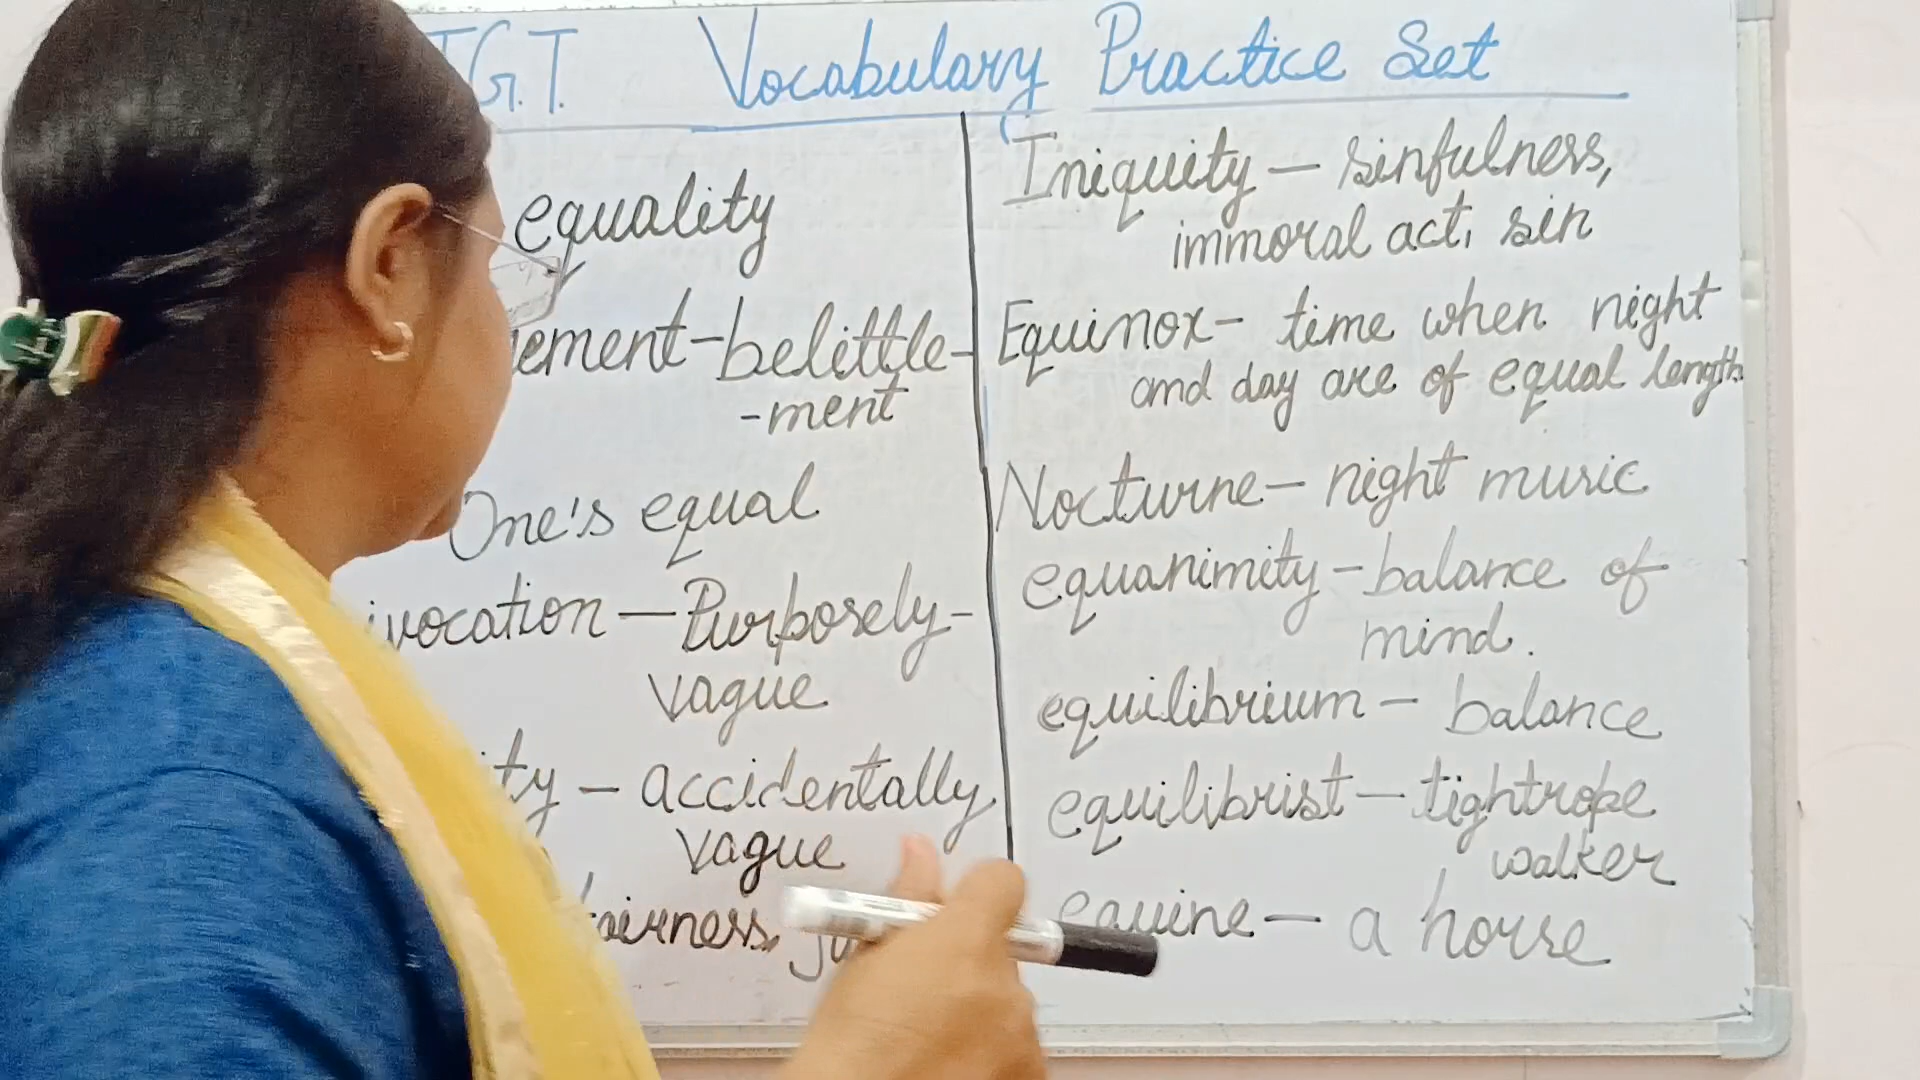 T.G.T. Vocabulary Practice Set
equality
ement - belittle-
-ment
One's equal
ivocation — Purposely-
vague
ity — accidentally
vague
fairness,
Iniquity — sinfulness,
immoral act, sin
Equinox - time when night
and day are of equal length.
Nocturne — night music
equanimity - balance of
mind.
equilibrium - balance
equilibrist — tightrope
walker
equine — a horse